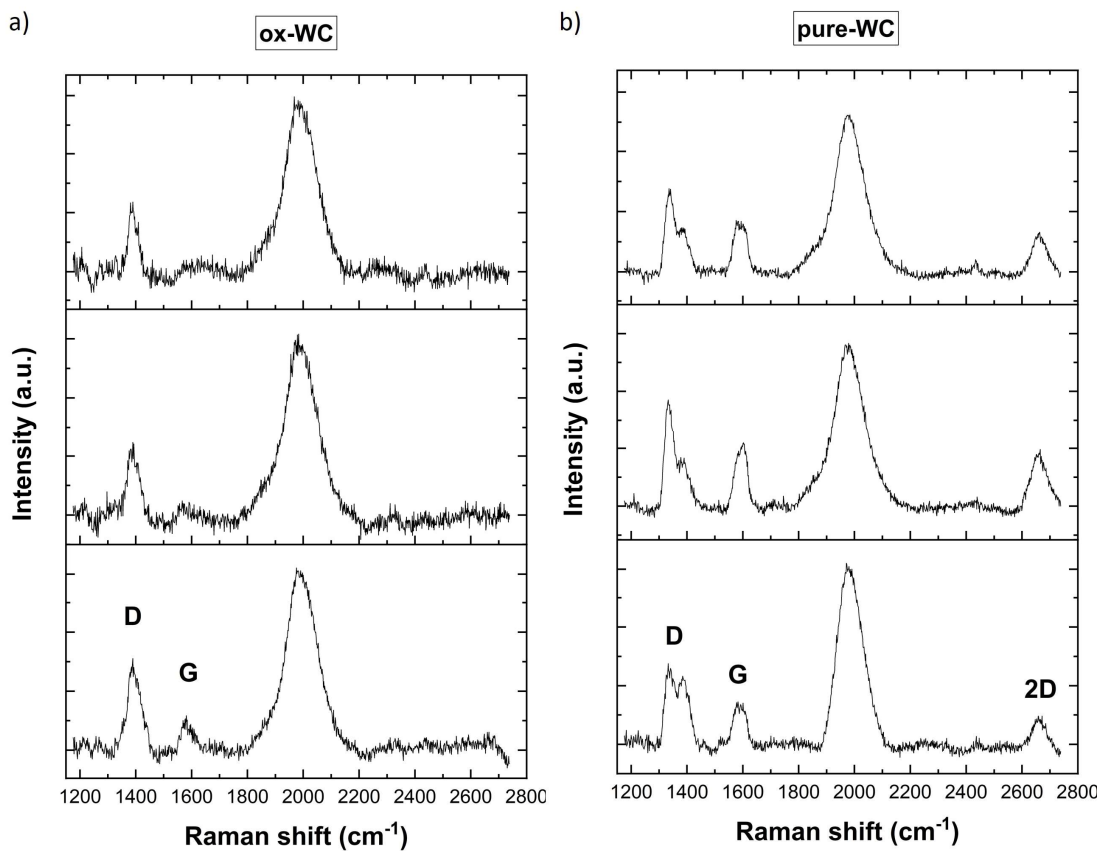 a)
ox-WC
Intensity (a.u.)
D
G
1200 1400 1600 1800 2000 2200 2400 2600 2800
Raman shift (cm⁻¹)
b)
pure-WC
Intensity (a.u.)
D
G
2D
1200 1400 1600 1800 2000 2200 2400 2600 2800
Raman shift (cm⁻¹)